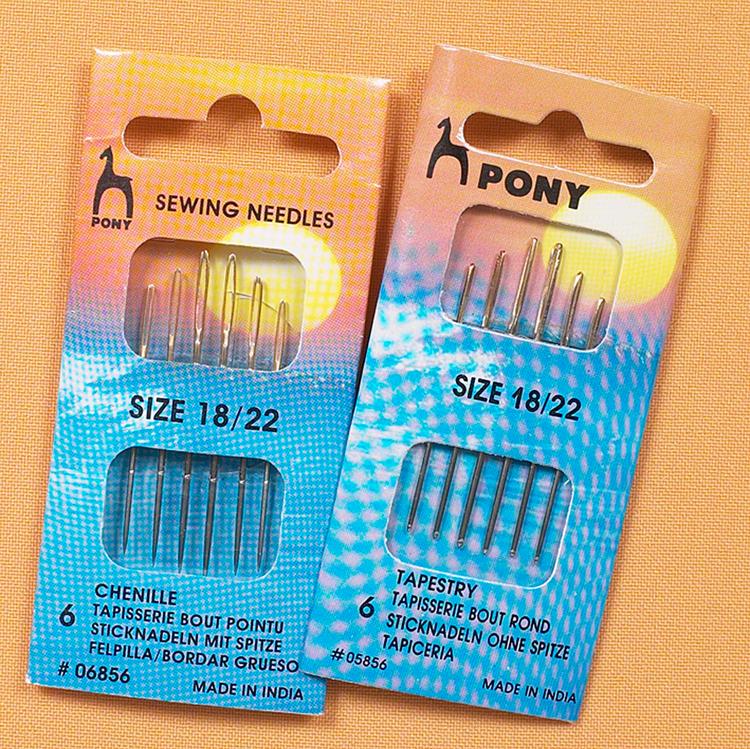 PONY
SEWING NEEDLES
SIZE 18/22
6
CHENILLE
TAPISSERIE BOUT POINTU
STICKNADELN MIT SPITZE
FELPILLA/BORDAR GRUESO
# 06856
MADE IN INDIA
PONY
SIZE 18/22
6
TAPESTRY
TAPISSERIE BOUT ROND
STICKNADELN OHNE SPITZE
TAPICERIA
#05856
MADE IN INDIA